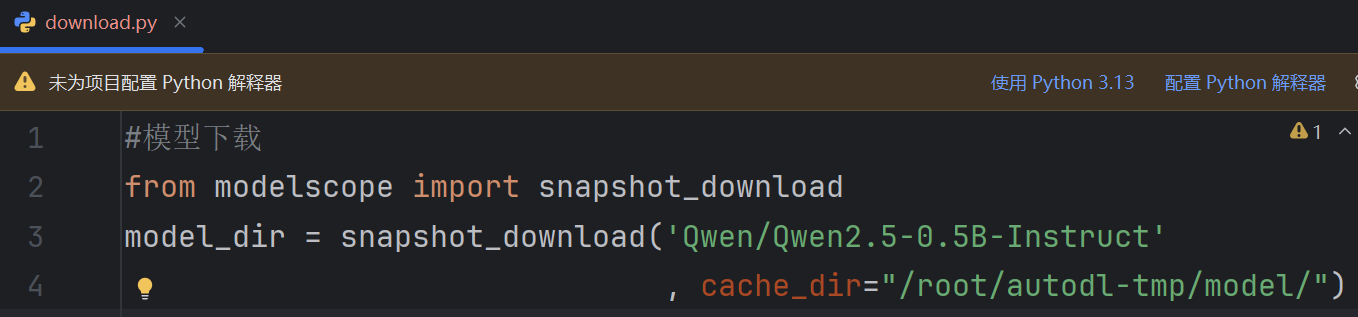 download.py
未为项目配置 Python 解释器 使用 Python 3.13 配置 Python 解释器
1 #模型下载 1
2 from modelscope import snapshot_download
3 model_dir = snapshot_download('Qwen/Qwen2.5-0.5B-Instruct'
4 , cache_dir="/root/autodl-tmp/model/")